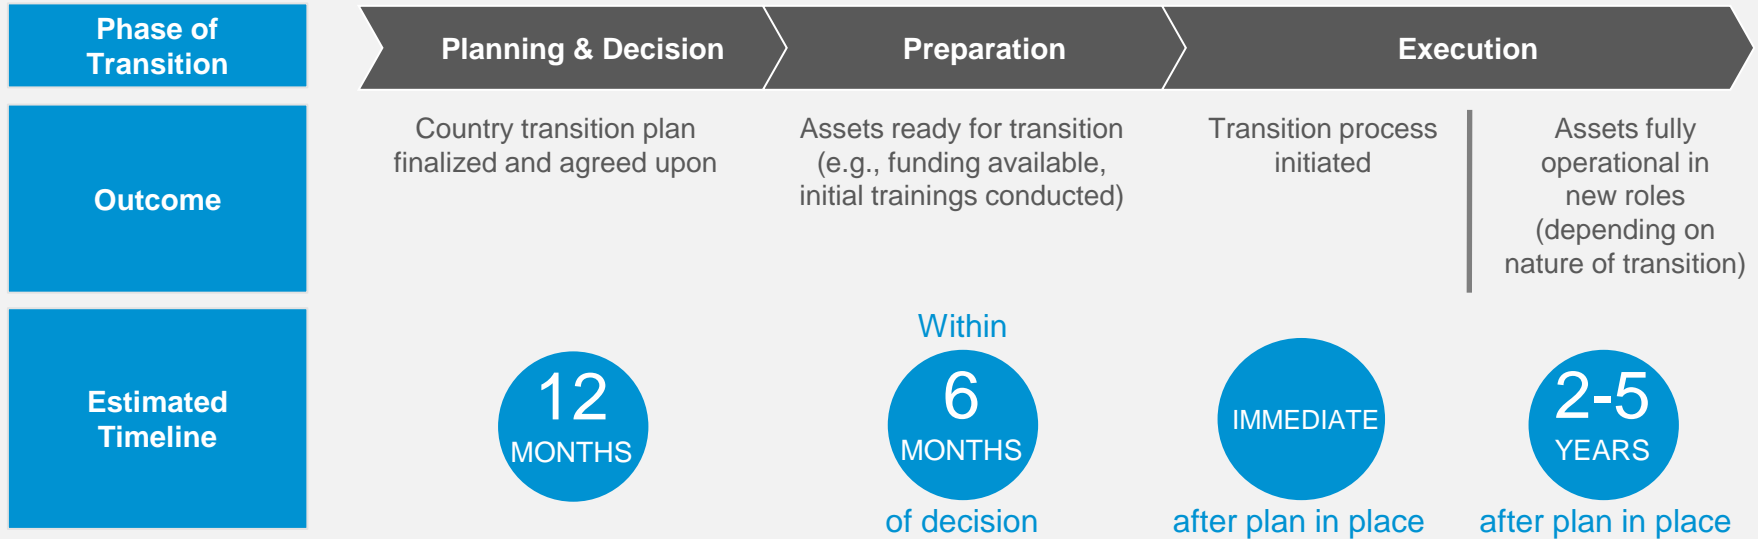 Phase of
Transition
Planning & Decision
Preparation
Execution
Outcome
Country transition plan
finalized and agreed upon
Assets ready for transition
(e.g., funding available,
initial trainings conducted)
Transition process
initiated
Assets fully
operational in
new roles
(depending on
nature of transition)
Estimated
Timeline
12
MONTHS
Within
6
MONTHS
of decision
IMMEDIATE
after plan in place
2-5
YEARS
after plan in place